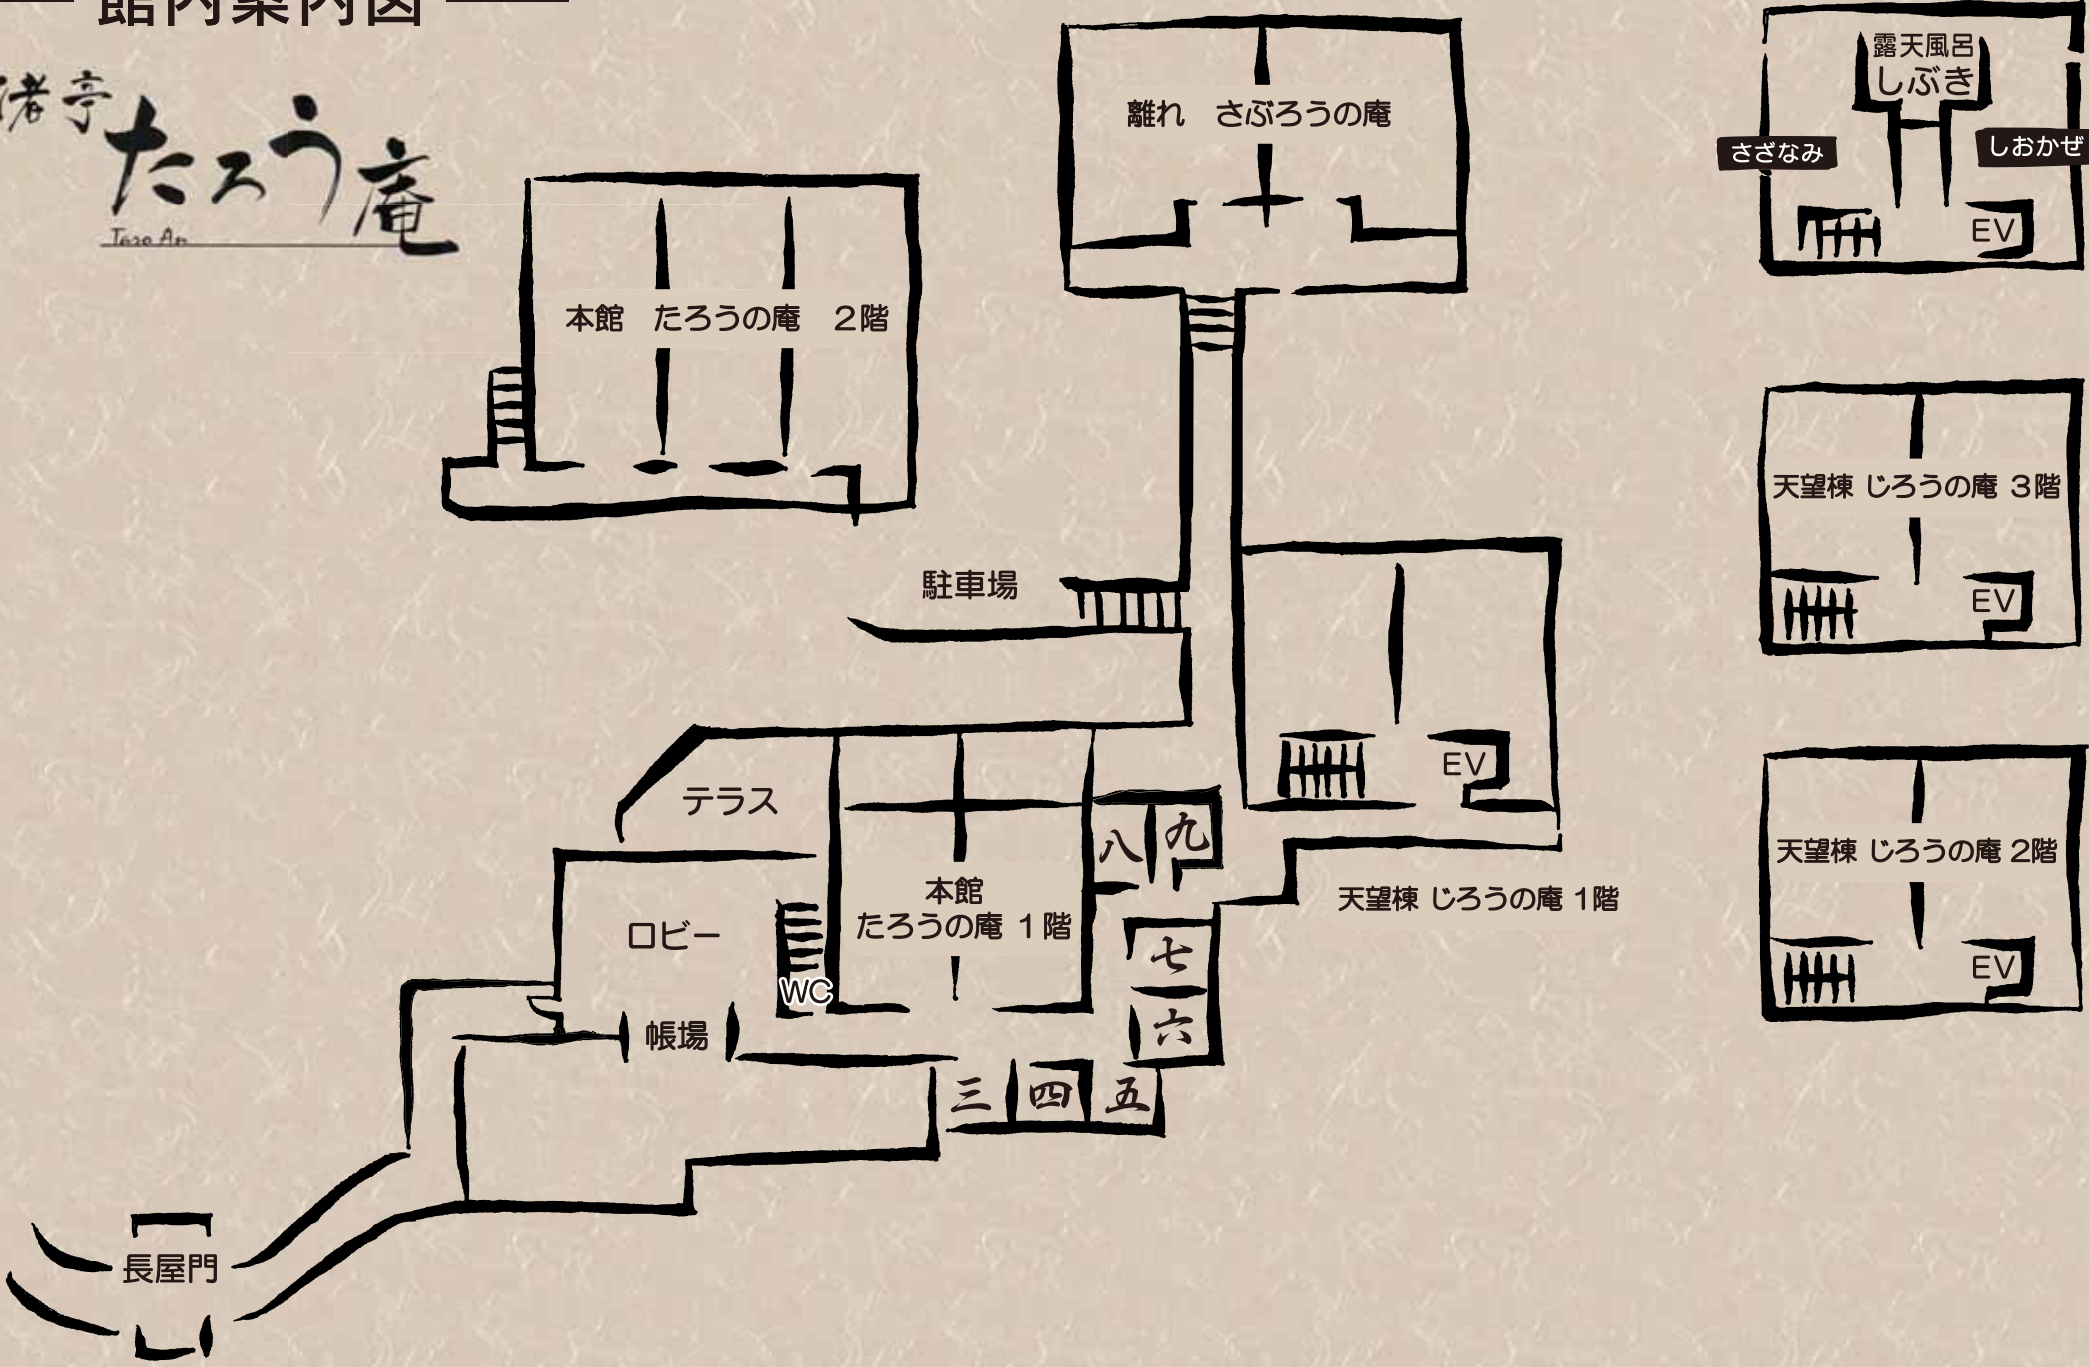 館内案内図
渚亭
たろう庵
Taro An
離れ さぶろうの庵
露天風呂
しぶき
さざなみ
しおかぜ
EV
本館 たろうの庵 2階
天望棟 じろうの庵 3階
EV
駐車場
EV
テラス
八
九
天望棟 じろうの庵 2階
EV
本館
たろうの庵 1階
天望棟 じろうの庵 1階
ロビー
WC
七
六
帳場
三
四
五
長屋門